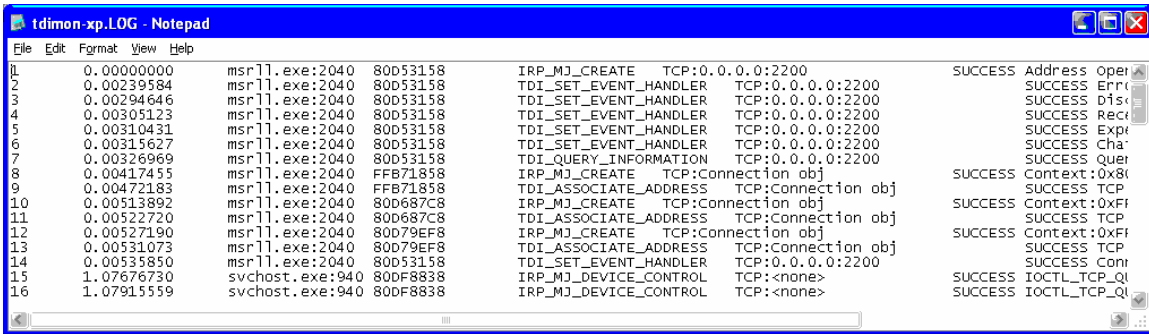 tdimon-xp.LOG - Notepad
File Edit Format View Help
1 0.00000000 msrll.exe:2040 80D53158 IRP_MJ_CREATE TCP:0.0.0.0:2200 SUCCESS Address Open
2 0.00239584 msrll.exe:2040 80D53158 TDI_SET_EVENT_HANDLER TCP:0.0.0.0:2200 SUCCESS Erro
3 0.00294646 msrll.exe:2040 80D53158 TDI_SET_EVENT_HANDLER TCP:0.0.0.0:2200 SUCCESS Disc
4 0.00305123 msrll.exe:2040 80D53158 TDI_SET_EVENT_HANDLER TCP:0.0.0.0:2200 SUCCESS Rece
5 0.00310431 msrll.exe:2040 80D53158 TDI_SET_EVENT_HANDLER TCP:0.0.0.0:2200 SUCCESS Expe
6 0.00315627 msrll.exe:2040 80D53158 TDI_SET_EVENT_HANDLER TCP:0.0.0.0:2200 SUCCESS Chai
7 0.00326969 msrll.exe:2040 80D53158 TDI_QUERY_INFORMATION TCP:0.0.0.0:2200 SUCCESS Quer
8 0.00417455 msrll.exe:2040 FFB71858 IRP_MJ_CREATE TCP:Connection obj SUCCESS Context:0x80
9 0.00472183 msrll.exe:2040 FFB71858 TDI_ASSOCIATE_ADDRESS TCP:Connection obj SUCCESS TCP
10 0.00513892 msrll.exe:2040 80D687C8 IRP_MJ_CREATE TCP:Connection obj SUCCESS Context:0xFF
11 0.00522720 msrll.exe:2040 80D687C8 TDI_ASSOCIATE_ADDRESS TCP:Connection obj SUCCESS TCP
12 0.00527190 msrll.exe:2040 80D79EF8 IRP_MJ_CREATE TCP:Connection obj SUCCESS Context:0xFF
13 0.00531073 msrll.exe:2040 80D79EF8 TDI_ASSOCIATE_ADDRESS TCP:Connection obj SUCCESS TCP
14 0.00535850 msrll.exe:2040 80D53158 TDI_SET_EVENT_HANDLER TCP:0.0.0.0:2200 SUCCESS Conn
15 1.07676730 svchost.exe:940 80DF8838 IRP_MJ_DEVICE_CONTROL TCP:<none> SUCCESS IOCTL_TCP_QU
16 1.07915559 svchost.exe:940 80DF8838 IRP_MJ_DEVICE_CONTROL TCP:<none> SUCCESS IOCTL_TCP_QU